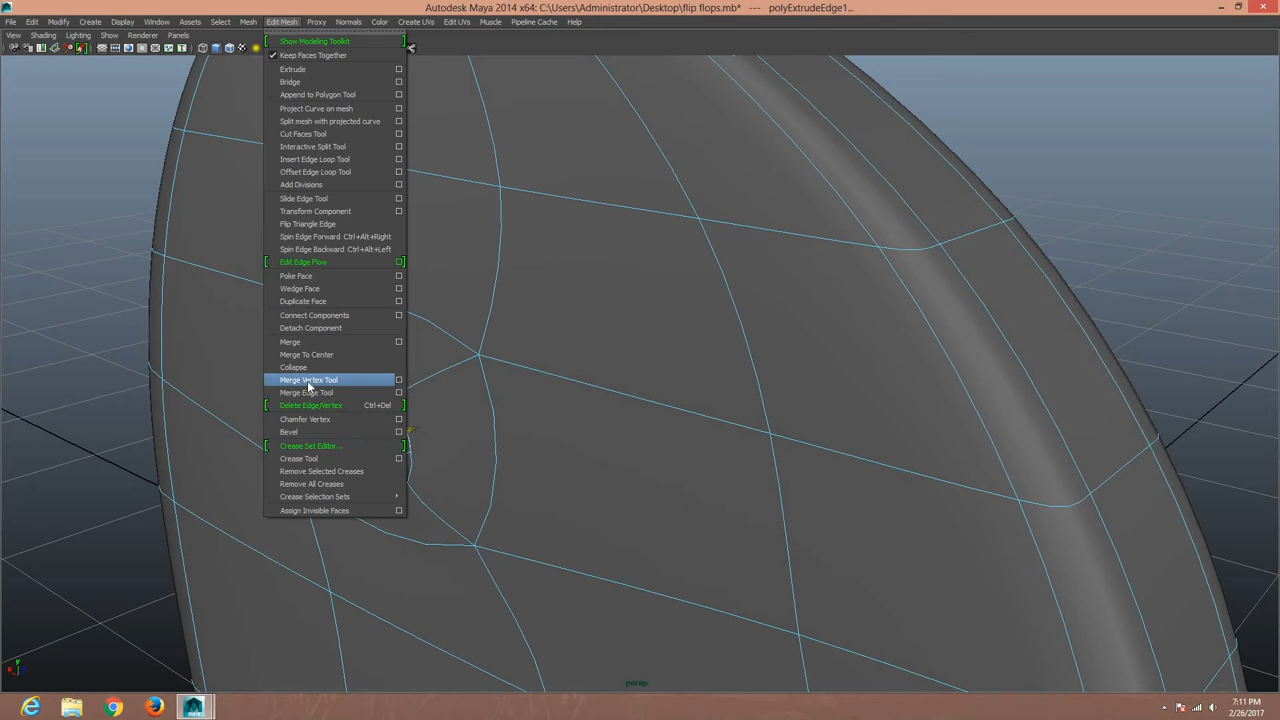 Autodesk Maya 2014 x64: C:\Users\Administrator\Desktop\flip flops.mb*   --   polyExtrudeEdge1...
File Edit Modify Create Display Window Assets Select Mesh Edit Mesh Proxy Normals Color Create UVs Edit UVs Muscle Pipeline Cache Help
View Shading Lighting Show Renderer Panels
Show Modeling Toolkit
Keep Faces Together
Extrude
Bridge
Append to Polygon Tool
Project Curve on mesh
Split mesh with projected curve
Cut Faces Tool
Interactive Split Tool
Insert Edge Loop Tool
Offset Edge Loop Tool
Add Divisions
Slide Edge Tool
Transform Component
Flip Triangle Edge
Spin Edge Forward Ctrl+Alt+Right
Spin Edge Backward Ctrl+Alt+Left
Edit Edge Flow
Poke Face
Wedge Face
Duplicate Face
Connect Components
Detach Component
Merge
Merge To Center
Collapse
Merge Vertex Tool
Merge Edge Tool
Delete Edge/Vertex Ctrl+Del
Chamfer Vertex
Bevel
Crease Set Editor...
Crease Tool
Remove Selected Creases
Remove All Creases
Crease Selection Sets
Assign Invisible Faces
persp
7:11 PM
2/26/2017